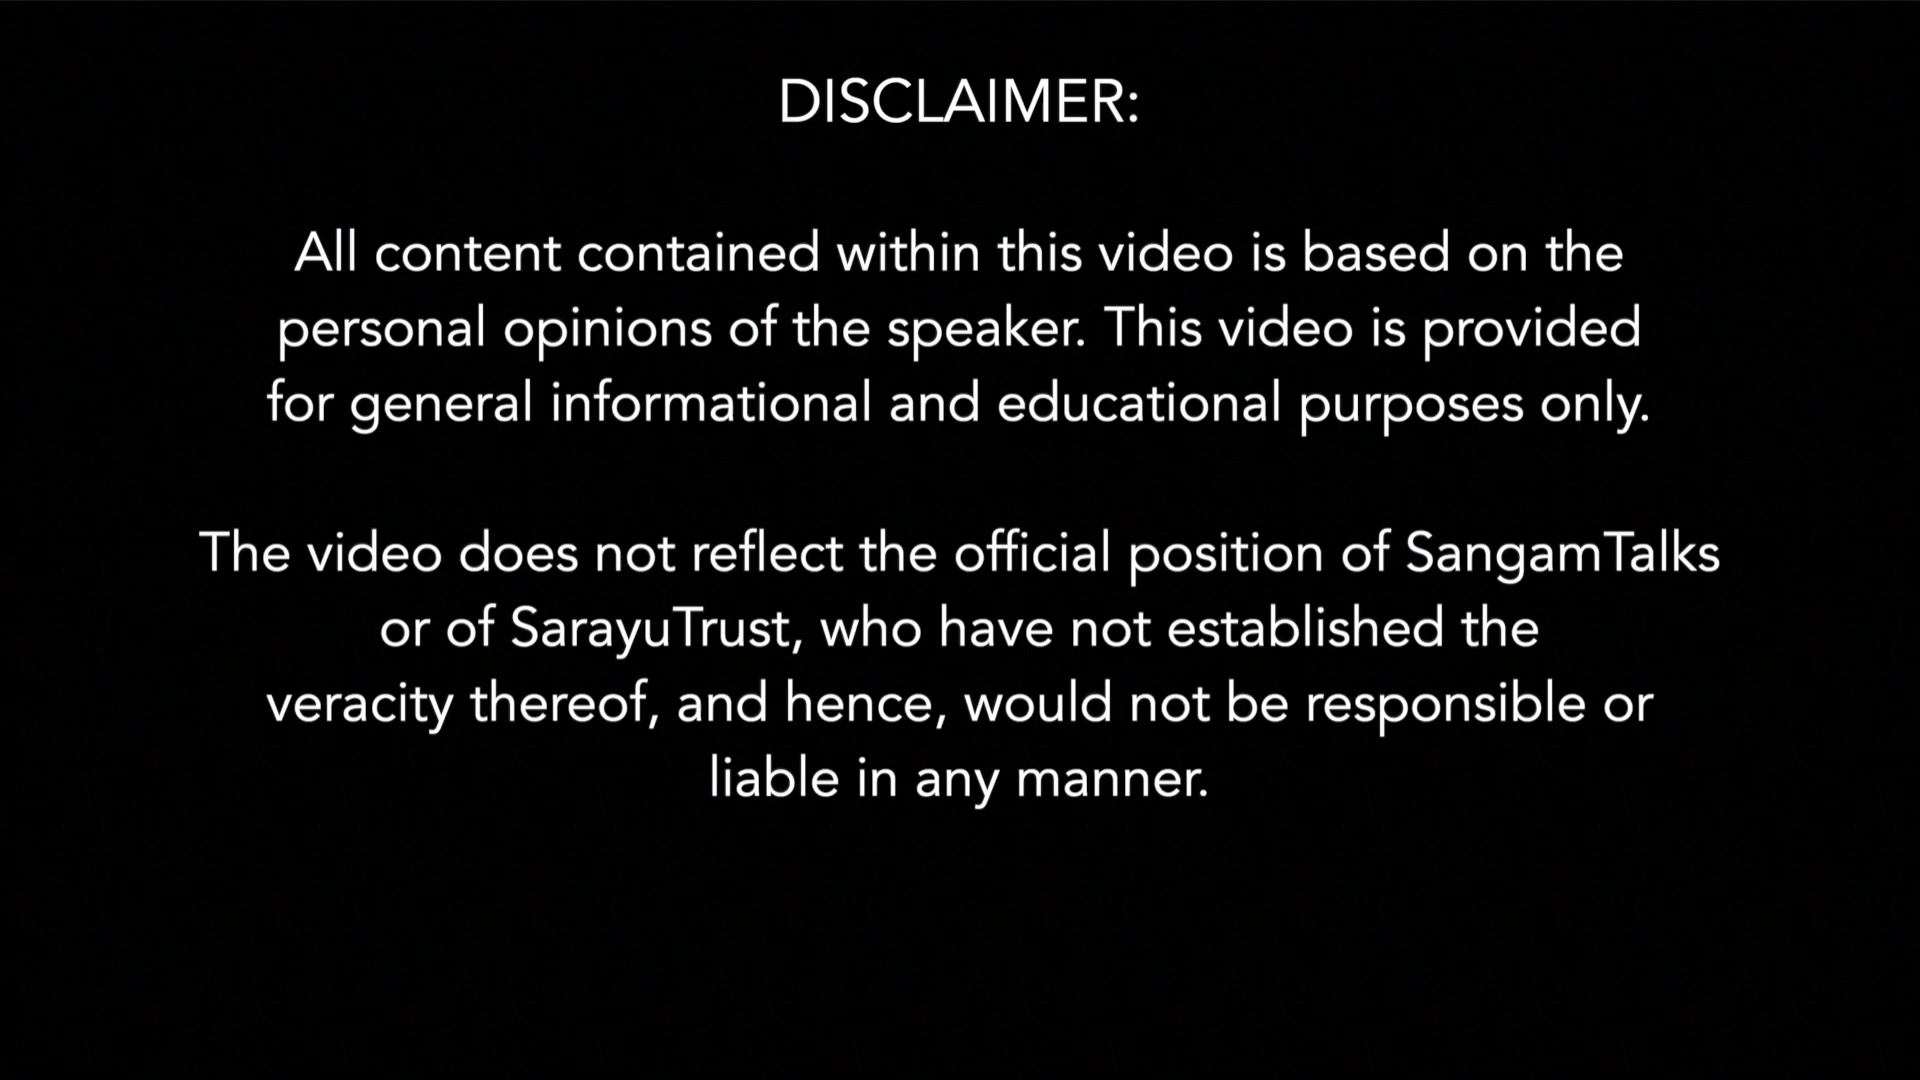 DISCLAIMER:
All content contained within this video is based on the
personal opinions of the speaker. This video is provided
for general informational and educational purposes only.
The video does not reflect the official position of SangamTalks
or of SarayuTrust, who have not established the
veracity thereof, and hence, would not be responsible or
liable in any manner.